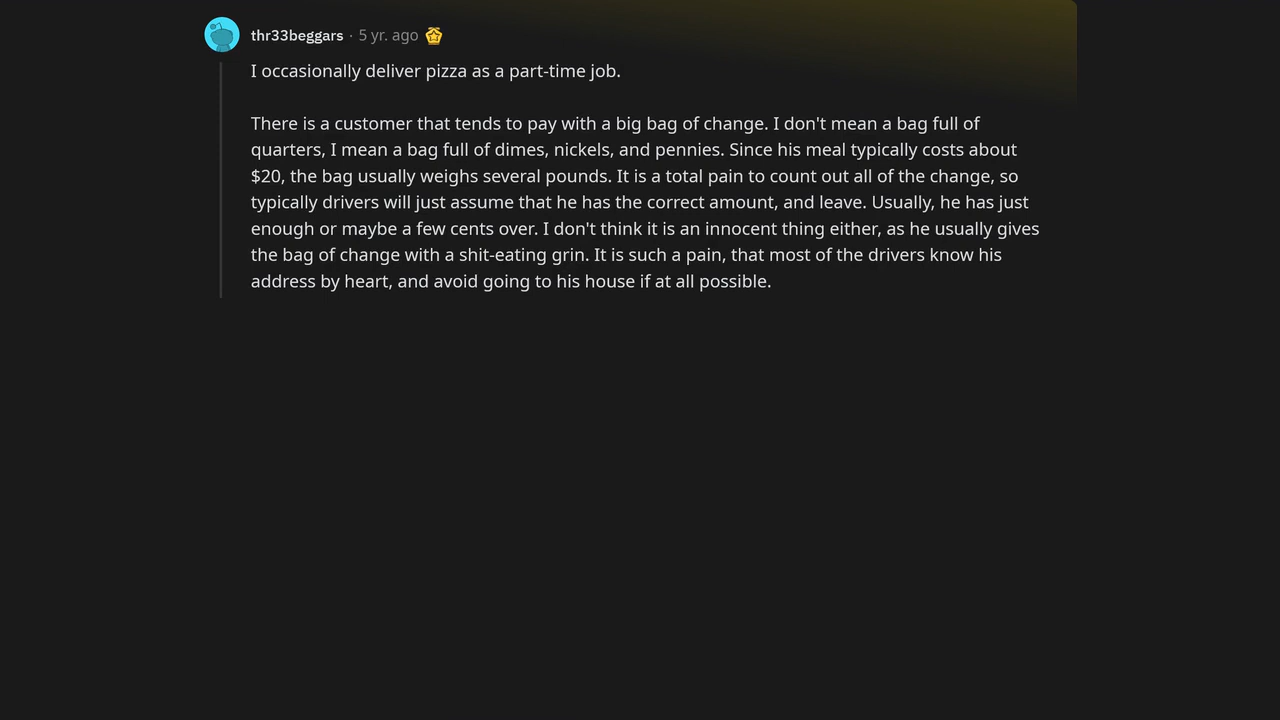 thr33beggars · 5 yr. ago
I occasionally deliver pizza as a part-time job.
There is a customer that tends to pay with a big bag of change. I don't mean a bag full of
quarters, I mean a bag full of dimes, nickels, and pennies. Since his meal typically costs about
$20, the bag usually weighs several pounds. It is a total pain to count out all of the change, so
typically drivers will just assume that he has the correct amount, and leave. Usually, he has just
enough or maybe a few cents over. I don't think it is an innocent thing either, as he usually gives
the bag of change with a shit-eating grin. It is such a pain, that most of the drivers know his
address by heart, and avoid going to his house if at all possible.